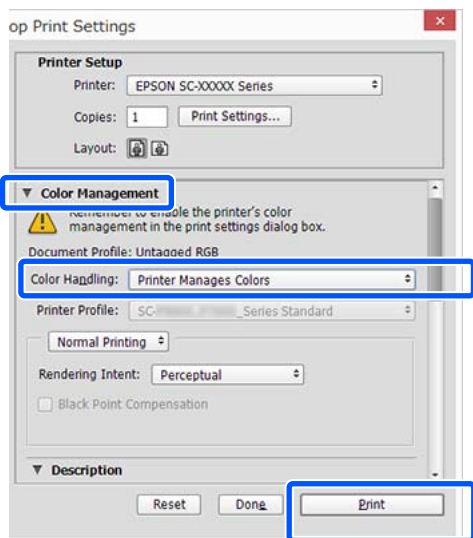 op Print Settings
Printer Setup
Printer: EPSON SC-XXXXX Series
Copies: 1 Print Settings...
Layout:
Color Management
Remember to enable the printer's color
management in the print settings dialog box.
Document Profile: Untagged RGB
Color Handling: Printer Manages Colors
Printer Profile: SC- _Series Standard
Normal Printing
Rendering Intent: Perceptual
Black Point Compensation
Description
Reset Done Print